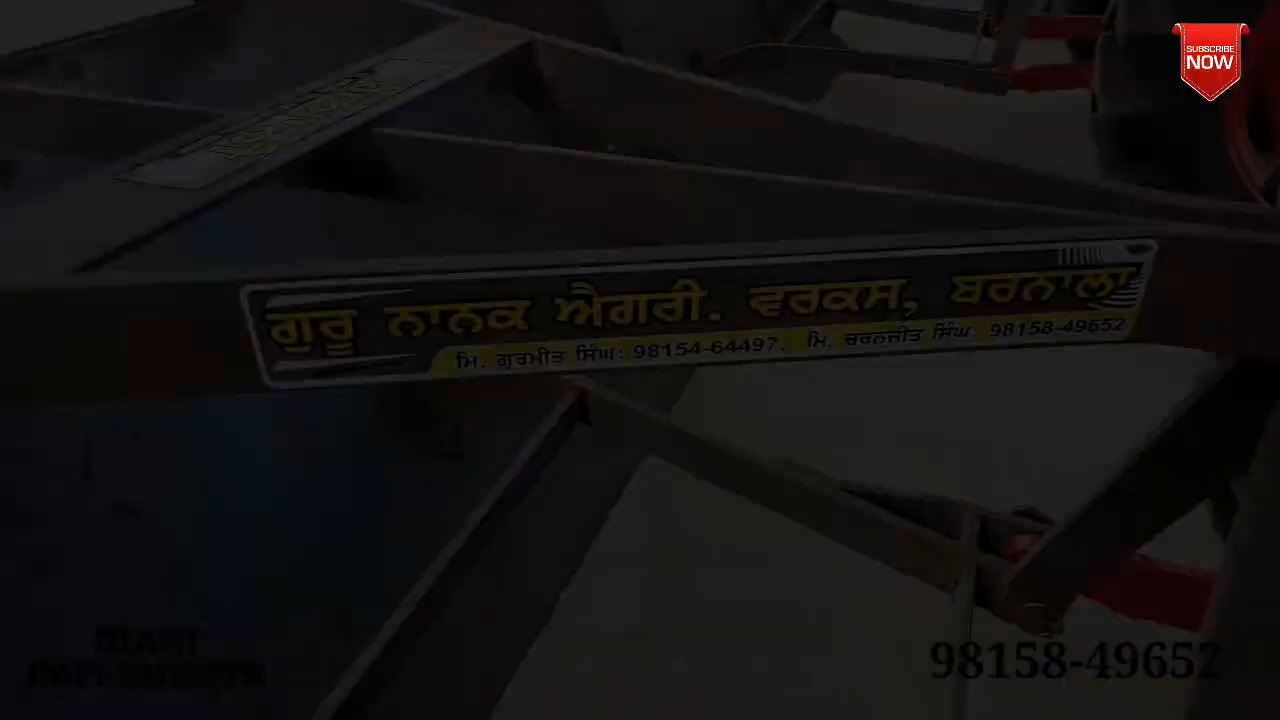 SUBSCRIBE
NOW
ਗੁਰੂ ਨਾਨਕ ਐਗਰੀ. ਵਰਕਸ, ਬਰਨਾਲਾ
ਮਿ. ਗੁਰਮੀਤ ਸਿੰਘ: 98154-64497, ਮਿ. ਚਰਨਜੀਤ ਸਿੰਘ: 98158-49652
98158-49652